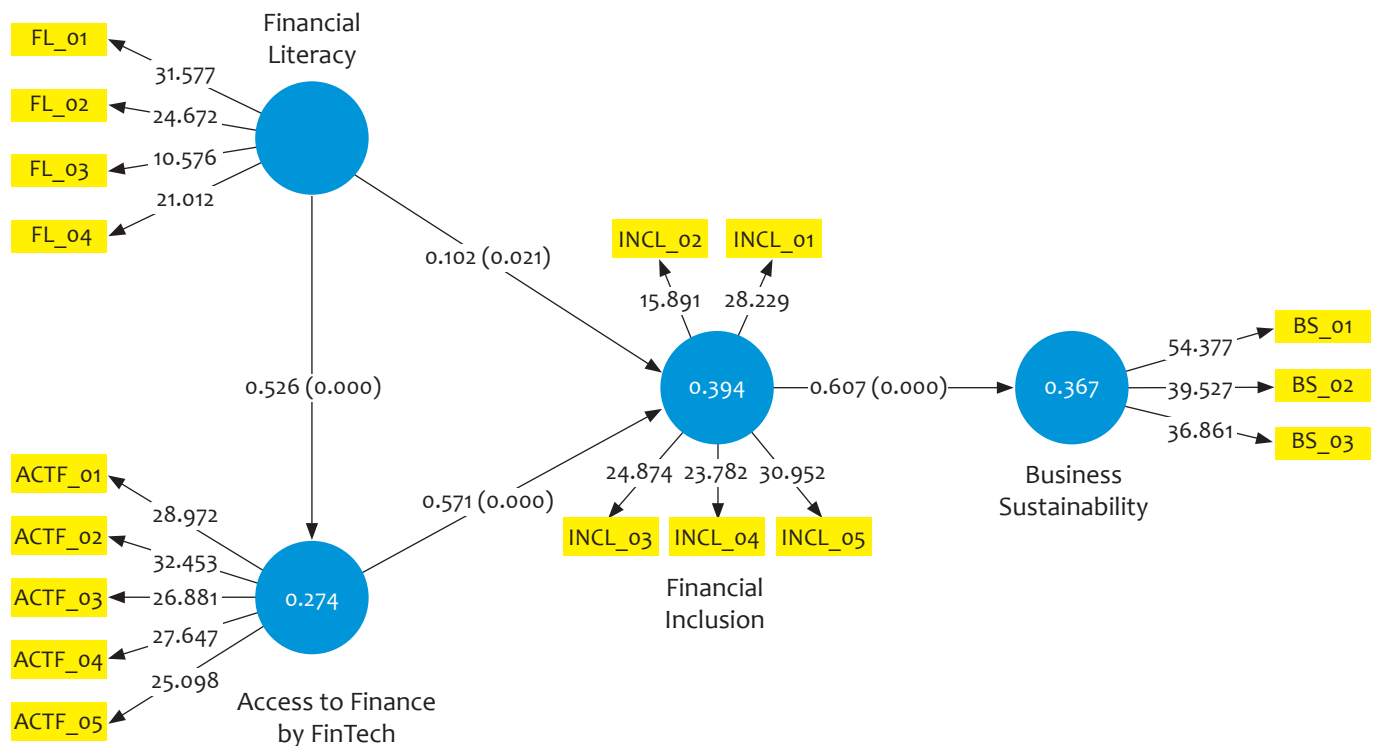 Financial
Literacy
FL_01
31.577
FL_02
24.672
FL_03
10.576
FL_04
21.012
0.102 (0.021)
0.526 (0.000)
INCL_02
INCL_01
15.891
28.229
0.394
0.607 (0.000)
0.367
54.377
BS_01
39.527
BS_02
36.861
BS_03
Business
Sustainability
24.874
23.782
30.952
INCL_03
INCL_04
INCL_05
Financial
Inclusion
0.571 (0.000)
ACTF_01
28.972
ACTF_02
32.453
ACTF_03
26.881
ACTF_04
27.647
ACTF_05
25.098
0.274
Access to Finance
by FinTech